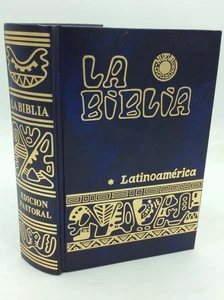 LA BIBLIA
EDICION
PASTORAL
LA
BIBLIA
* Latinoamérica